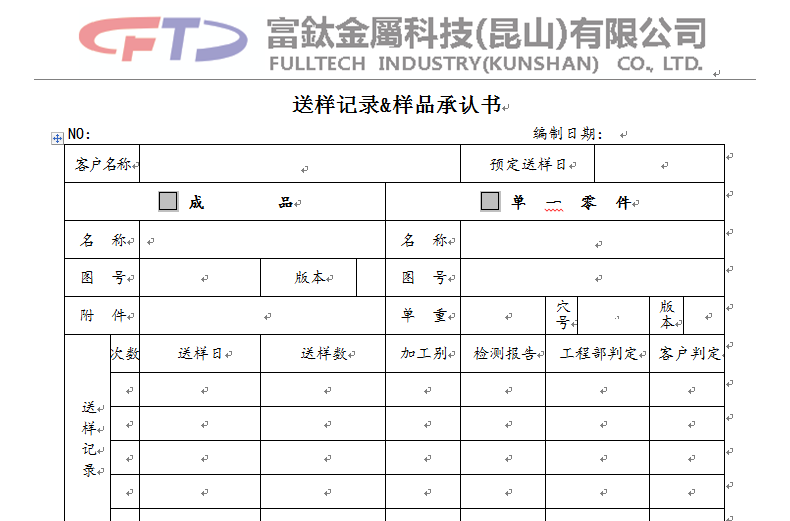 FT 富鈦金屬科技(昆山)有限公司
FULLTECH INDUSTRY(KUNSHAN) CO., LTD.
送样记录&样品承认书
NO: 编制日期:
客户名称 预定送样日
成 品 单 一 零 件
名 称 名 称
图 号 版本 图 号
附 件 单 重 穴号 版本
送样记录 次数 送样日 送样数 加工别 检测报告 工程部判定 客户判定